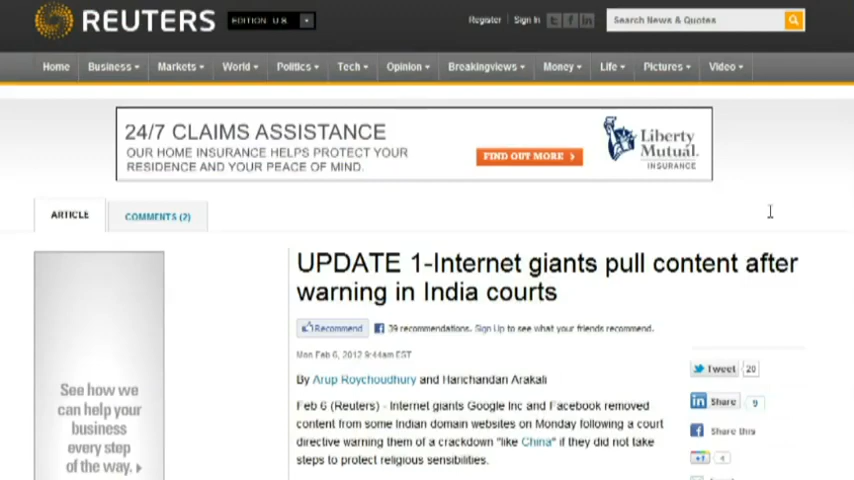 REUTERS EDITION: U.S. Register Sign In Search News & Quotes
Home Business Markets World Politics Tech Opinion Breakingviews Money Life Pictures Video
24/7 CLAIMS ASSISTANCE
OUR HOME INSURANCE HELPS PROTECT YOUR
RESIDENCE AND YOUR PEACE OF MIND.
FIND OUT MORE
Liberty
Mutual.
INSURANCE
ARTICLE COMMENTS (2)
See how we
can help your
business
every step
of the way.
UPDATE 1-Internet giants pull content after
warning in India courts
Recommend 39 recommendations. Sign Up to see what your friends recommend.
Mon Feb 6, 2012 9:44am EST
By Arup Roychoudhury and Harichandan Arakali
Feb 6 (Reuters) - Internet giants Google Inc and Facebook removed
content from some Indian domain websites on Monday following a court
directive warning them of a crackdown "like China" if they did not take
steps to protect religious sensibilities.
Tweet 20
Share 9
Share this
+1 4